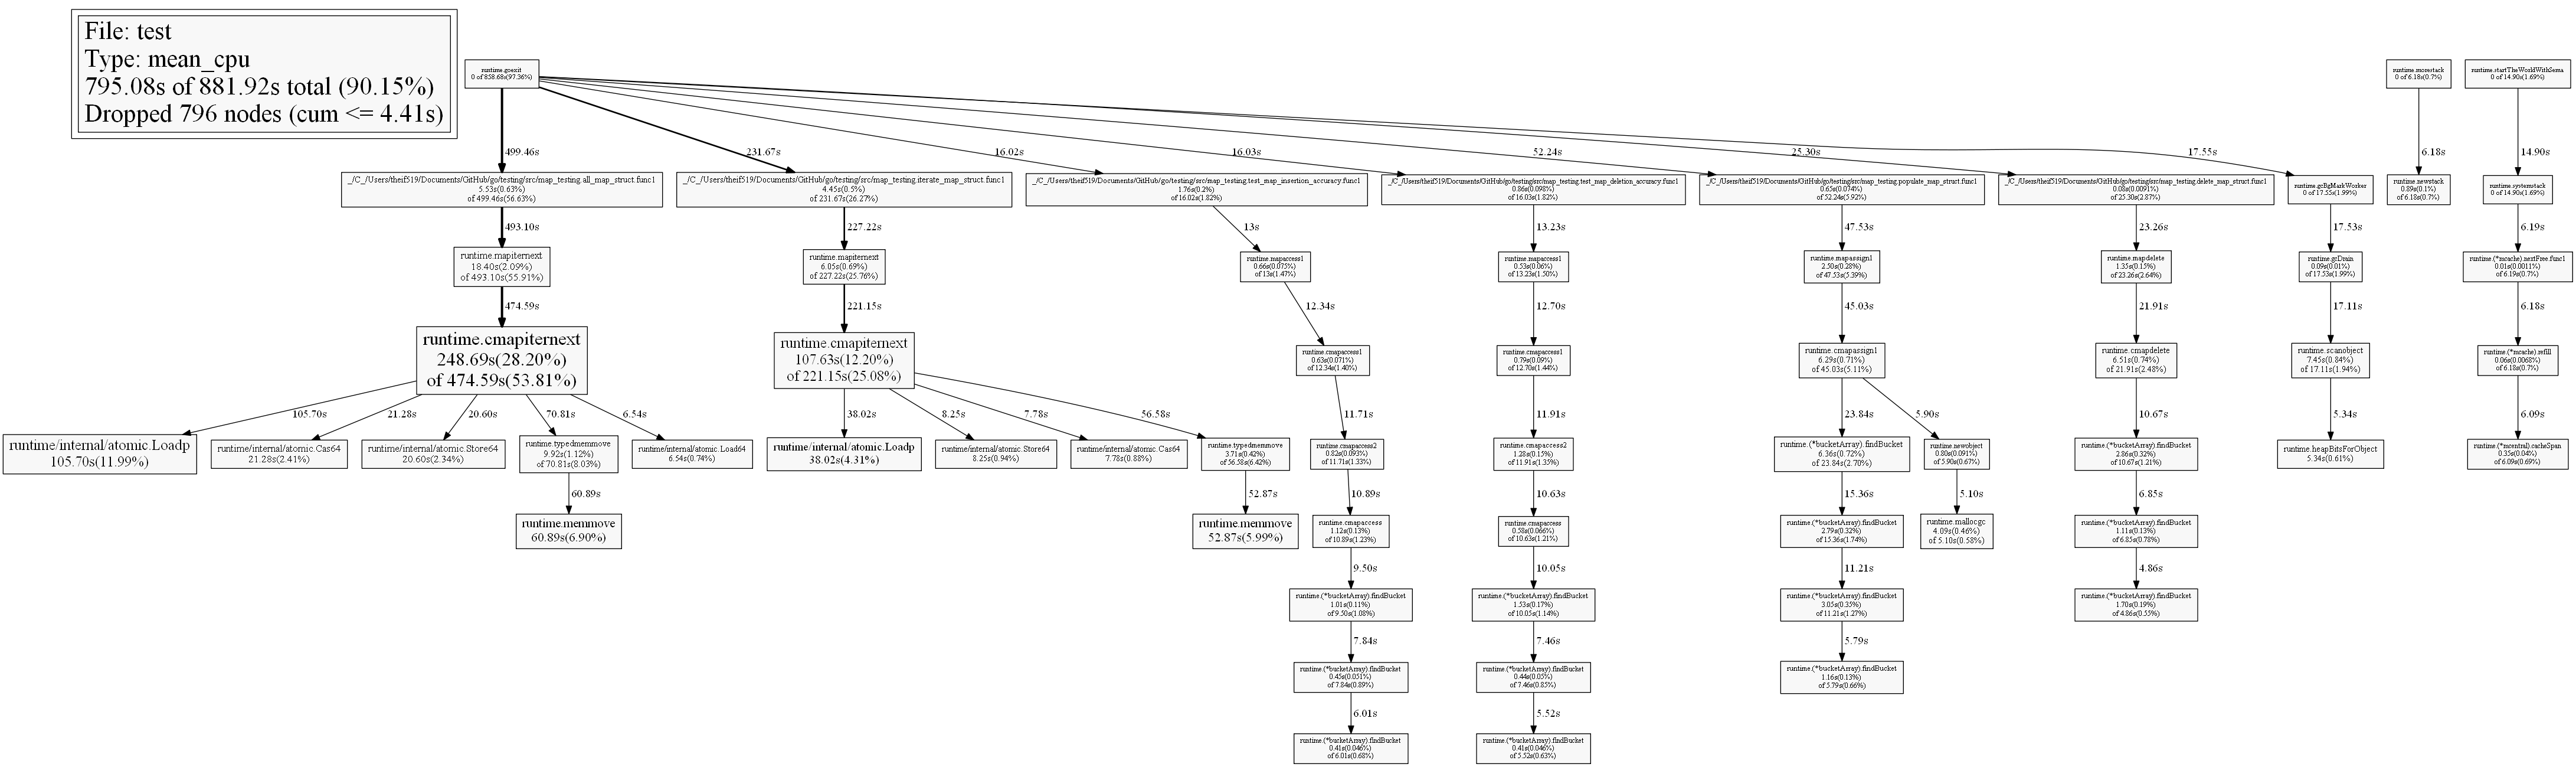 File: test
Type: mean_cpu
795.08s of 881.92s total (90.15%)
Dropped 796 nodes (cum <= 4.41s)
runtime.goexit
0 of 858.68s(97.36%)
runtime.morestack
0 of 6.18s(0.7%)
runtime.startTheWorldWithSema
0 of 14.90s(1.69%)
499.46s
231.67s
16.02s
16.03s
52.24s
25.30s
17.55s
6.18s
14.90s
_/C_/Users/theif519/Documents/GitHub/go/testing/src/map_testing.all_map_struct.func1
5.53s(0.63%)
of 499.46s(56.63%)
_/C_/Users/theif519/Documents/GitHub/go/testing/src/map_testing.iterate_map_struct.func1
4.45s(0.5%)
of 231.67s(26.27%)
_/C_/Users/theif519/Documents/GitHub/go/testing/src/map_testing.test_map_insertion_accuracy.func1
1.76s(0.2%)
of 16.02s(1.82%)
_/C_/Users/theif519/Documents/GitHub/go/testing/src/map_testing.test_map_deletion_accuracy.func1
0.86s(0.098%)
of 16.03s(1.82%)
_/C_/Users/theif519/Documents/GitHub/go/testing/src/map_testing.populate_map_struct.func1
0.65s(0.074%)
of 52.24s(5.92%)
_/C_/Users/theif519/Documents/GitHub/go/testing/src/map_testing.delete_map_struct.func1
0.08s(0.0091%)
of 25.30s(2.87%)
runtime.gcBgMarkWorker
0 of 17.55s(1.99%)
runtime.newstack
0.89s(0.1%)
of 6.18s(0.7%)
runtime.systemstack
0 of 14.90s(1.69%)
493.10s
227.22s
13s
13.23s
47.53s
23.26s
17.53s
6.19s
runtime.mapiternext
18.40s(2.09%)
of 493.10s(55.91%)
runtime.mapiternext
6.05s(0.69%)
of 227.22s(25.76%)
runtime.mapaccess1
0.66s(0.075%)
of 13s(1.47%)
runtime.mapaccess1
0.53s(0.06%)
of 13.23s(1.50%)
runtime.mapassign1
2.50s(0.28%)
of 47.53s(5.39%)
runtime.mapdelete
1.35s(0.15%)
of 23.26s(2.64%)
runtime.gcDrain
0.09s(0.01%)
of 17.53s(1.99%)
runtime.(*mcache).nextFree.func1
0.01s(0.0011%)
of 6.19s(0.7%)
474.59s
221.15s
12.34s
12.70s
45.03s
21.91s
17.11s
6.18s
runtime.cmapiternext
248.69s(28.20%)
of 474.59s(53.81%)
runtime.cmapiternext
107.63s(12.20%)
of 221.15s(25.08%)
runtime.cmapaccess1
0.63s(0.071%)
of 12.34s(1.40%)
runtime.cmapaccess1
0.79s(0.09%)
of 12.70s(1.44%)
runtime.cmapassign1
6.29s(0.71%)
of 45.03s(5.11%)
runtime.cmapdelete
6.51s(0.74%)
of 21.91s(2.48%)
runtime.scanobject
7.45s(0.84%)
of 17.11s(1.94%)
runtime.(*mcache).refill
0.06s(0.0068%)
of 6.18s(0.7%)
105.70s
21.28s
20.60s
70.81s
6.54s
38.02s
8.25s
7.78s
56.58s
11.71s
11.91s
23.84s
5.90s
10.67s
5.34s
6.09s
runtime/internal/atomic.Loadp
105.70s(11.99%)
runtime/internal/atomic.Cas64
21.28s(2.41%)
runtime/internal/atomic.Store64
20.60s(2.34%)
runtime.typedmemmove
9.92s(1.12%)
of 70.81s(8.03%)
runtime/internal/atomic.Load64
6.54s(0.74%)
runtime/internal/atomic.Loadp
38.02s(4.31%)
runtime/internal/atomic.Store64
8.25s(0.94%)
runtime/internal/atomic.Cas64
7.78s(0.88%)
runtime.typedmemmove
3.71s(0.42%)
of 56.58s(6.42%)
runtime.cmapaccess2
0.82s(0.093%)
of 11.71s(1.33%)
runtime.cmapaccess2
1.28s(0.15%)
of 11.91s(1.35%)
runtime.(*bucketArray).findBucket
6.36s(0.72%)
of 23.84s(2.70%)
runtime.newobject
0.80s(0.091%)
of 5.90s(0.67%)
runtime.(*bucketArray).findBucket
2.86s(0.32%)
of 10.67s(1.21%)
runtime.heapBitsForObject
5.34s(0.61%)
runtime.(*mcentral).cacheSpan
0.35s(0.04%)
of 6.09s(0.69%)
60.89s
52.87s
10.89s
10.63s
15.36s
5.10s
6.85s
runtime.memmove
60.89s(6.90%)
runtime.memmove
52.87s(5.99%)
runtime.cmapaccess
1.12s(0.13%)
of 10.89s(1.23%)
runtime.cmapaccess
0.58s(0.066%)
of 10.63s(1.21%)
runtime.(*bucketArray).findBucket
2.79s(0.32%)
of 15.36s(1.74%)
runtime.mallocgc
4.09s(0.46%)
of 5.10s(0.58%)
runtime.(*bucketArray).findBucket
1.11s(0.13%)
of 6.85s(0.78%)
9.50s
10.05s
11.21s
4.86s
runtime.(*bucketArray).findBucket
1.01s(0.11%)
of 9.50s(1.08%)
runtime.(*bucketArray).findBucket
1.53s(0.17%)
of 10.05s(1.14%)
runtime.(*bucketArray).findBucket
3.05s(0.35%)
of 11.21s(1.27%)
runtime.(*bucketArray).findBucket
1.70s(0.19%)
of 4.86s(0.55%)
7.84s
7.46s
5.79s
runtime.(*bucketArray).findBucket
0.45s(0.051%)
of 7.84s(0.89%)
runtime.(*bucketArray).findBucket
0.44s(0.05%)
of 7.46s(0.85%)
runtime.(*bucketArray).findBucket
1.16s(0.13%)
of 5.79s(0.66%)
6.01s
5.52s
runtime.(*bucketArray).findBucket
0.41s(0.046%)
of 6.01s(0.68%)
runtime.(*bucketArray).findBucket
0.41s(0.046%)
of 5.52s(0.63%)